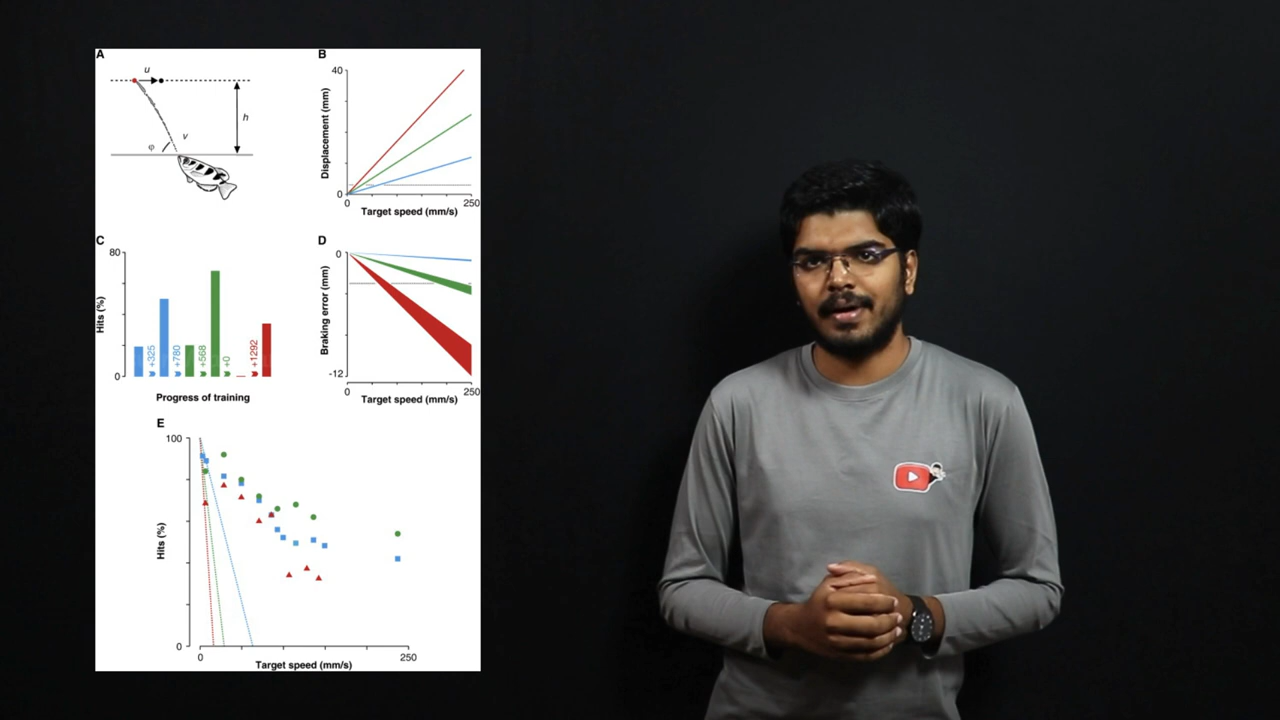 A
u
h
v
φ
B
40
Displacement (mm)
0
0
250
Target speed (mm/s)
C
80
Hits (%)
0
+325
+780
+568
+0
+1292
Progress of training
D
0
Braking error (mm)
-12
0
250
Target speed (mm/s)
E
100
Hits (%)
0
0
250
Target speed (mm/s)